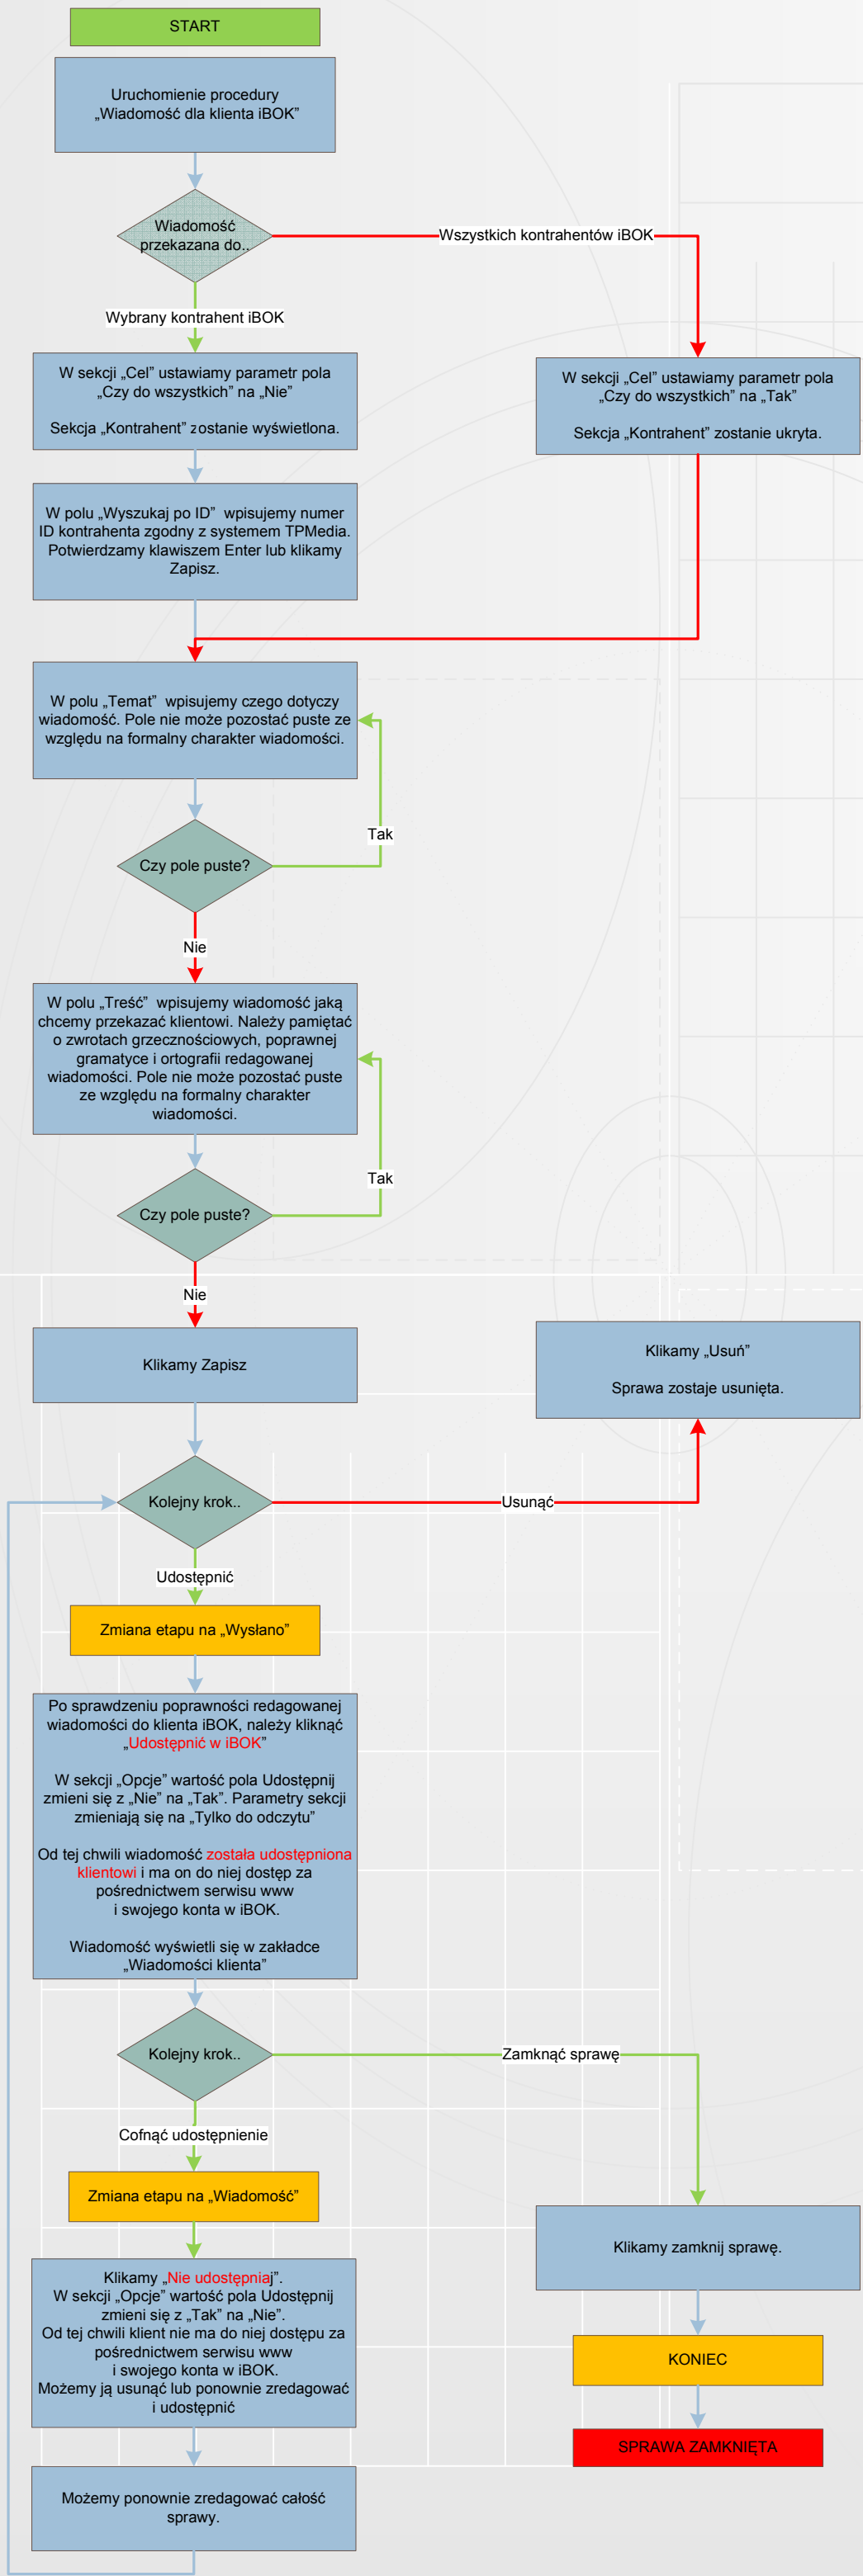 START
Uruchomienie procedury
„Wiadomość dla klienta iBOK”
Wiadomość
przekazana do..
Wszystkich kontrahentów iBOK
Wybrany kontrahent iBOK
W sekcji „Cel” ustawiamy parametr pola
„Czy do wszystkich” na „Nie”
Sekcja „Kontrahent” zostanie wyświetlona.
W sekcji „Cel” ustawiamy parametr pola
„Czy do wszystkich” na „Tak”
Sekcja „Kontrahent” zostanie ukryta.
W polu „Wyszukaj po ID” wpisujemy numer
ID kontrahenta zgodny z systemem TPMedia.
Potwierdzamy klawiszem Enter lub klikamy
Zapisz.
W polu „Temat” wpisujemy czego dotyczy
wiadomość. Pole nie może pozostać puste ze
względu na formalny charakter wiadomości.
Tak
Czy pole puste?
Nie
W polu „Treść” wpisujemy wiadomość jaką
chcemy przekazać klientowi. Należy pamiętać
o zwrotach grzecznościowych, poprawnej
gramatyce i ortografii redagowanej
wiadomości. Pole nie może pozostać puste
ze względu na formalny charakter
wiadomości.
Tak
Czy pole puste?
Nie
Klikamy Zapisz
Klikamy „Usuń”
Sprawa zostaje usunięta.
Kolejny krok..
Usunąć
Udostępnić
Zmiana etapu na „Wysłano”
Po sprawdzeniu poprawności redagowanej
wiadomości do klienta iBOK, należy kliknąć
„Udostępnić w iBOK”
W sekcji „Opcje” wartość pola Udostępnij
zmieni się z „Nie” na „Tak”. Parametry sekcji
zmieniają się na „Tylko do odczytu”
Od tej chwili wiadomość została udostępniona
klientowi i ma on do niej dostęp za
pośrednictwem serwisu www
i swojego konta w iBOK.
Wiadomość wyświetli się w zakładce
„Wiadomości klienta”
Kolejny krok..
Zamknąć sprawę
Cofnąć udostępnienie
Zmiana etapu na „Wiadomość”
Klikamy zamknij sprawę.
Klikamy „Nie udostępniaj”.
W sekcji „Opcje” wartość pola Udostępnij
zmieni się z „Tak” na „Nie”.
Od tej chwili klient nie ma do niej dostępu za
pośrednictwem serwisu www
i swojego konta w iBOK.
Możemy ją usunąć lub ponownie zredagować
i udostępnić
KONIEC
SPRAWA ZAMKNIĘTA
Możemy ponownie zredagować całość
sprawy.